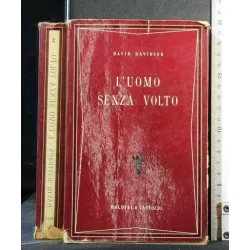 DAVID DAVIDSON
L'UOMO
SENZA VOLTO
BALDINI & CASTOLDI